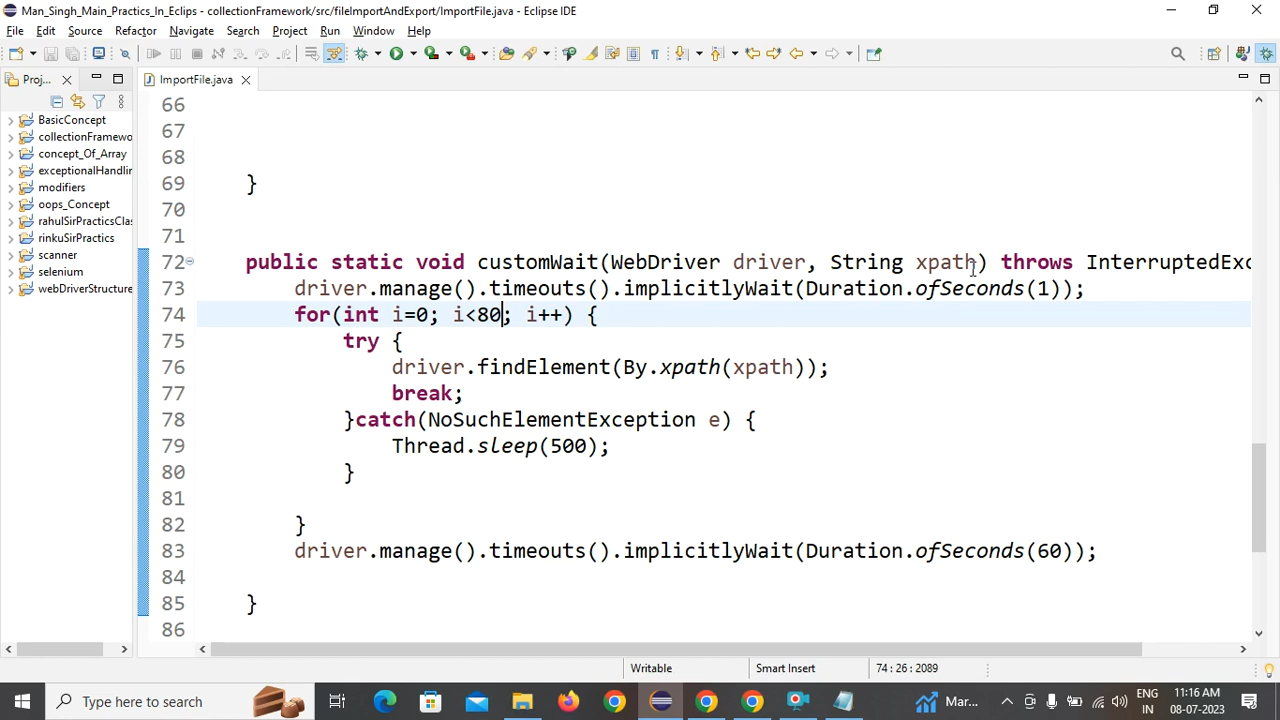 Man_Singh_Main_Practics_In_Eclips - collectionFramework/src/fileImportAndExport/ImportFile.java - Eclipse IDE
File Edit Source Refactor Navigate Search Project Run Window Help
Proj... ImportFile.java
BasicConcept
collectionFramewo
concept_Of_Array
exceptionalHandlin
modifiers
oops_Concept
rahulSirPracticsClas
rinkuSirPractics
scanner
selenium
webDriverStructure
66
67
68
69 }
70
71
72 public static void customWait(WebDriver driver, String xpath) throws InterruptedExc
73 driver.manage().timeouts().implicitlyWait(Duration.ofSeconds(1));
74 for(int i=0; i<80; i++) {
75 try {
76 driver.findElement(By.xpath(xpath));
77 break;
78 }catch(NoSuchElementException e) {
79 Thread.sleep(500);
80 }
81
82 }
83 driver.manage().timeouts().implicitlyWait(Duration.ofSeconds(60));
84
85 }
86
Writable Smart Insert 74 : 26 : 2089
Type here to search Mar... ENG IN 11:16 AM 08-07-2023